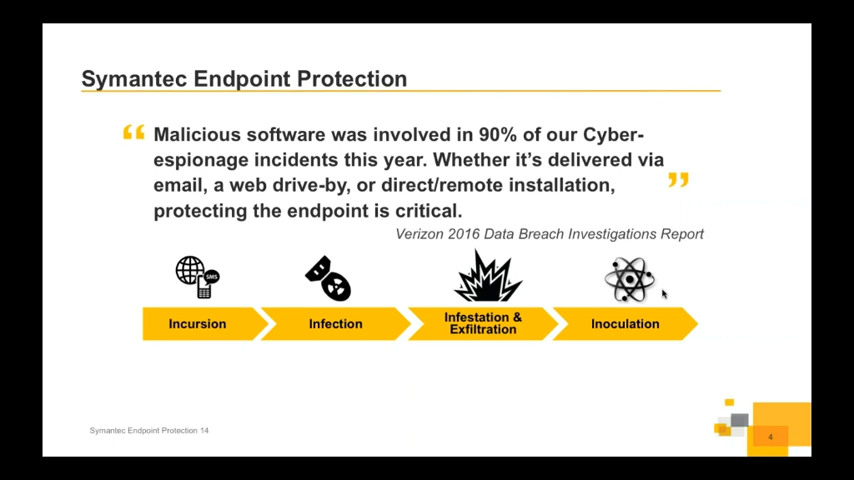 Symantec Endpoint Protection
“ Malicious software was involved in 90% of our Cyber-
espionage incidents this year. Whether it’s delivered via
email, a web drive-by, or direct/remote installation, ”
protecting the endpoint is critical.
Verizon 2016 Data Breach Investigations Report
SMS
Incursion
Infection
Infestation &
Exfiltration
Inoculation
Symantec Endpoint Protection 14
4